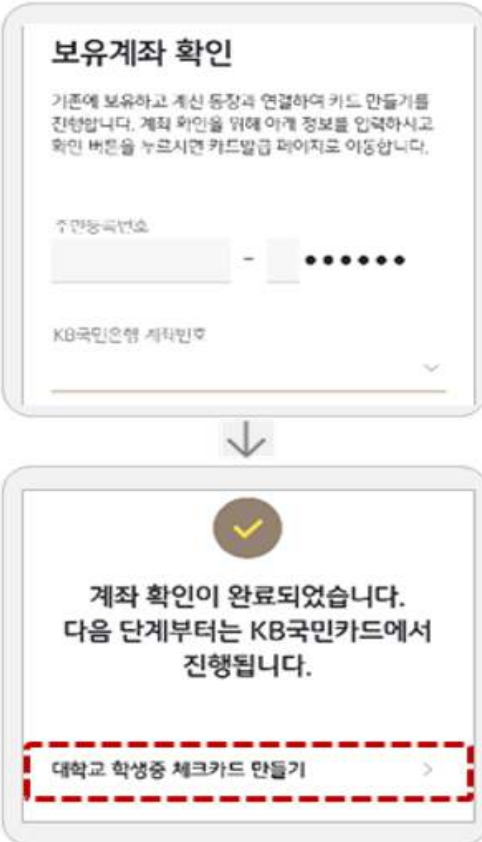 보유계좌 확인
기존에 보유하고 계신 통장과 연결하여 카드 만들기를
진행합니다. 계좌 확인을 위해 아래 정보를 입력하시고
확인 버튼을 누르시면 카드발급 페이지로 이동합니다.
주민등록번호
- ●●●●●●
KB국민은행 계좌번호
계좌 확인이 완료되었습니다.
다음 단계부터는 KB국민카드에서
진행됩니다.
대학교 학생증 체크카드 만들기